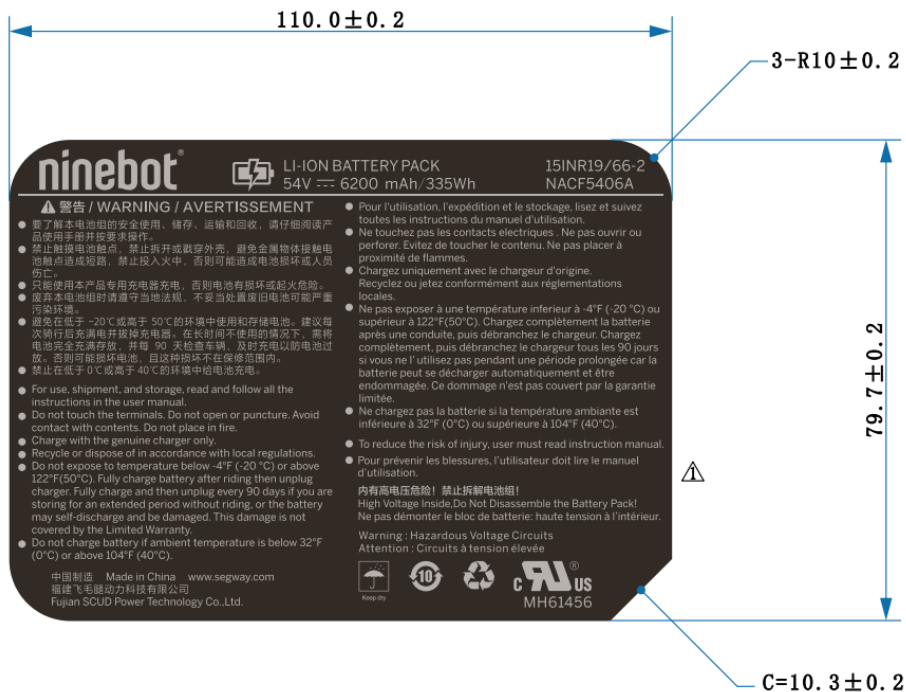 110.0±0.2
3-R10±0.2
ninebot®
LI-ION BATTERY PACK
54V ⎓ 6200 mAh/335Wh
15INR19/66-2
NACF5406A
警告 / WARNING / AVERTISSEMENT
● 要了解本电池组的安全使用、储存、运输和回收，请仔细阅读产
品使用手册并按要求操作。
● 禁止触摸电池触点，禁止拆开或戳穿外壳，避免金属物体接触电
池触点造成短路，禁止投入火中，否则可能造成电池损坏或人员
伤亡。
● 只能使用本产品专用充电器充电，否则电池有损坏或起火危险。
● 废弃本电池组时请遵守当地法规，不妥当处置废旧电池可能严重
污染环境。
● 避免在低于 -20℃或高于 50℃的环境中使用和存储电池。建议每
次骑行后充满电并拔掉充电器。在长时间不使用的情况下，需将
电池完全充满存放，并每 90 天检查车辆，及时充电以防电池过
放。否则可能损坏电池，且这种损坏不在保修范围内。
● 禁止在低于 0℃或高于 40℃的环境中给电池充电。
● For use, shipment, and storage, read and follow all the
instructions in the user manual.
● Do not touch the terminals. Do not open or puncture. Avoid
contact with contents. Do not place in fire.
● Charge with the genuine charger only.
● Recycle or dispose of in accordance with local regulations.
● Do not expose to temperature below -4°F (-20 °C) or above
122°F(50°C). Fully charge battery after riding then unplug
charger. Fully charge and then unplug every 90 days if you are
storing for an extended period without riding, or the battery
may self-discharge and be damaged. This damage is not
covered by the Limited Warranty.
● Do not charge battery if ambient temperature is below 32°F
(0°C) or above 104°F (40°C).
中国制造 Made in China www.segway.com
福建飞毛腿动力科技有限公司
Fujian SCUD Power Technology Co.,Ltd.
● Pour l'utilisation, l'expédition et le stockage, lisez et suivez
toutes les instructions du manuel d'utilisation.
● Ne touchez pas les contacts electriques . Ne pas ouvrir ou
perforer. Evitez de toucher le contenu. Ne pas placer à
proximité de flammes.
● Chargez uniquement avec le chargeur d'origine.
Recyclez ou jetez conformément aux réglementations
locales.
● Ne pas exposer à une température inferieur à -4°F (-20 °C) ou
supérieur à 122°F(50°C). Chargez complètement la batterie
après une conduite, puis débranchez le chargeur. Chargez
complètement, puis débranchez le chargeur tous les 90 jours
si vous ne l' utilisez pas pendant une période prolongée car la
batterie peut se décharger automatiquement et être
endommagée. Ce dommage n'est pas couvert par la garantie
limitée.
● Ne chargez pas la batterie si la température ambiante est
inférieure à 32°F (0°C) ou supérieure à 104°F (40°C).
● To reduce the risk of injury, user must read instruction manual.
● Pour prévenir les blessures, l'utilisateur doit lire le manuel
d'utilisation.
内有高电压危险！禁止拆解电池组！
High Voltage Inside,Do Not Disassemble the Battery Pack!
Ne pas démonter le bloc de batterie: haute tension à l'intérieur.
Warning : Hazardous Voltage Circuits
Attention : Circuits à tension élevée
Keep dry
10
c RU® US
MH61456
79.7±0.2
1
C=10.3±0.2